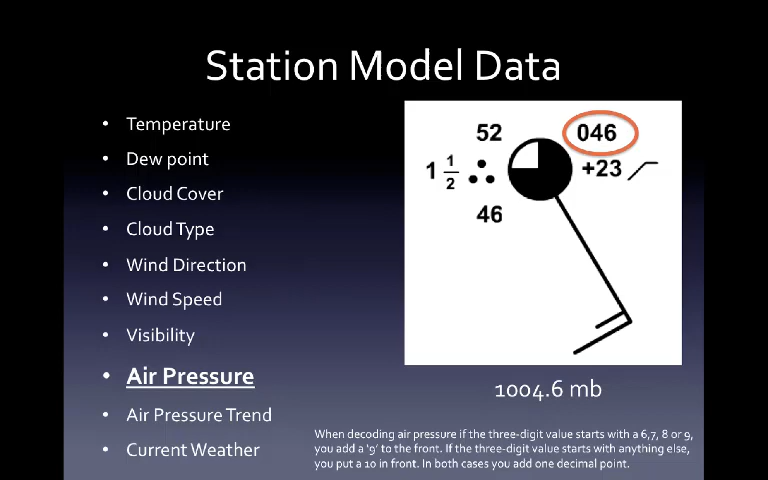 Station Model Data
• Temperature
• Dew point
• Cloud Cover
• Cloud Type
• Wind Direction
• Wind Speed
• Visibility
• Air Pressure
• Air Pressure Trend
• Current Weather
52
046
1 1/2
+23
46
1004.6 mb
When decoding air pressure if the three-digit value starts with a 6,7, 8 or 9,
you add a '9' to the front. If the three-digit value starts with anything else,
you put a 10 in front. In both cases you add one decimal point.